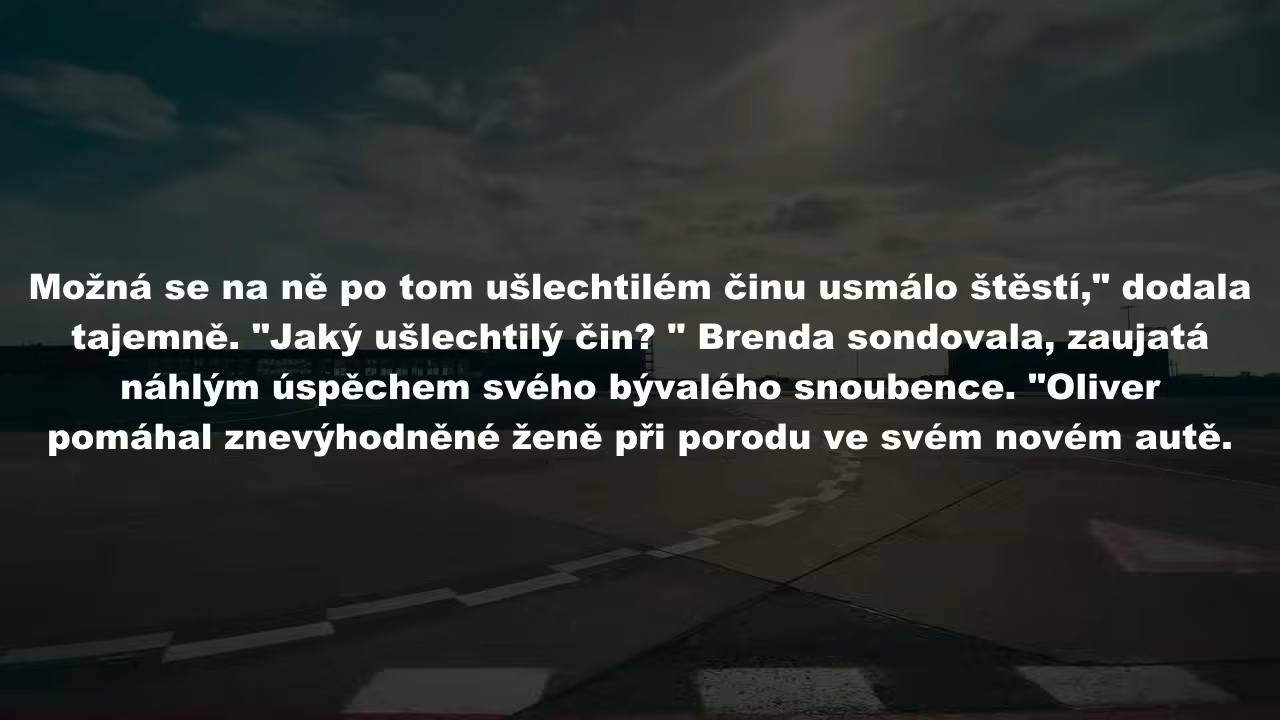 Možná se na ně po tom ušlechtilém činu usmálo štěstí," dodala
tajemně. "Jaký ušlechtilý čin? " Brenda sondovala, zaujatá
náhlým úspěchem svého bývalého snoubence. "Oliver
pomáhal znevýhodněné ženě při porodu ve svém novém autě.